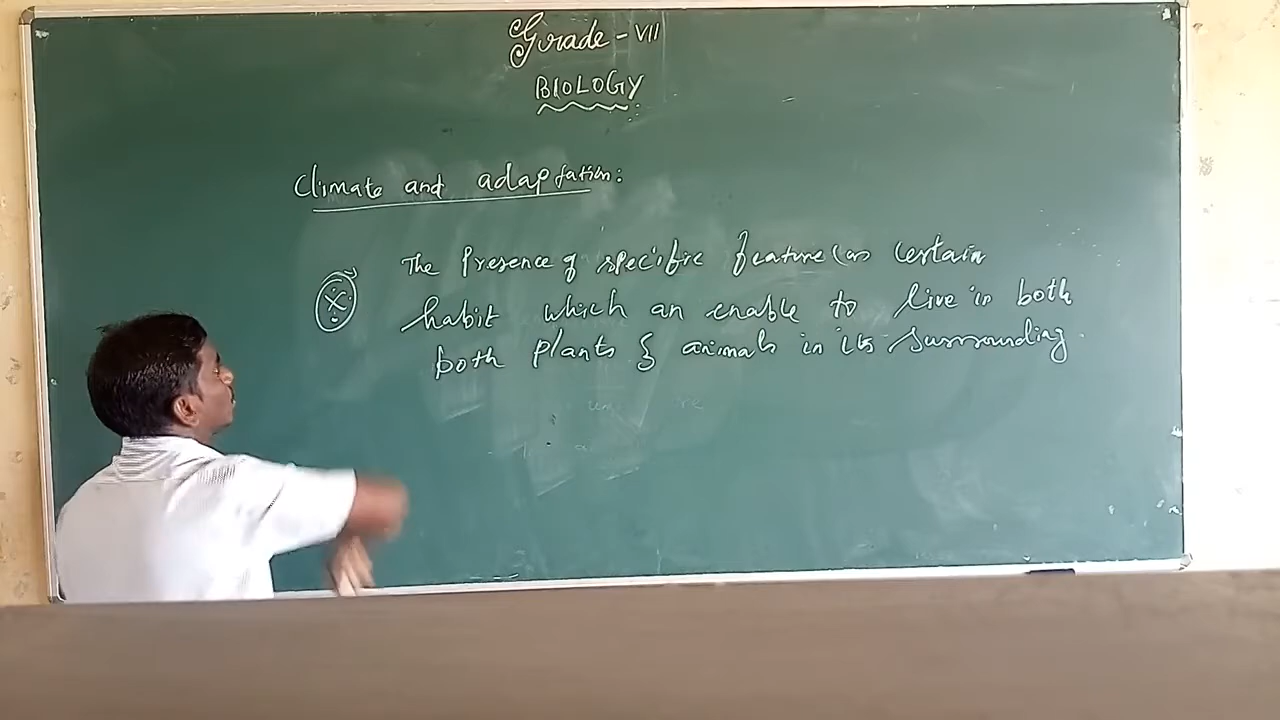 Grade - VII
BIOLOGY
Climate and adaptation:
The Presence of specific feature (or certain
habit which an enable to live in both
both plants & animals in its surrounding.